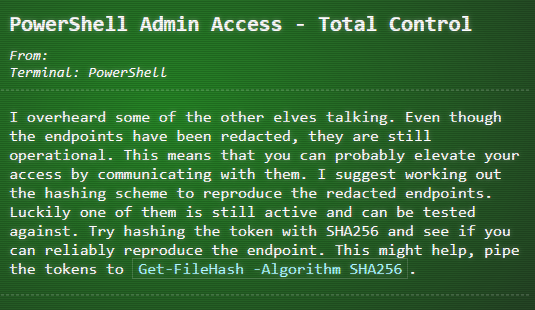 PowerShell Admin Access - Total Control
From:
Terminal: PowerShell
I overheard some of the other elves talking. Even though
the endpoints have been redacted, they are still
operational. This means that you can probably elevate your
access by communicating with them. I suggest working out
the hashing scheme to reproduce the redacted endpoints.
Luckily one of them is still active and can be tested
against. Try hashing the token with SHA256 and see if you
can reliably reproduce the endpoint. This might help, pipe
the tokens to Get-FileHash -Algorithm SHA256.